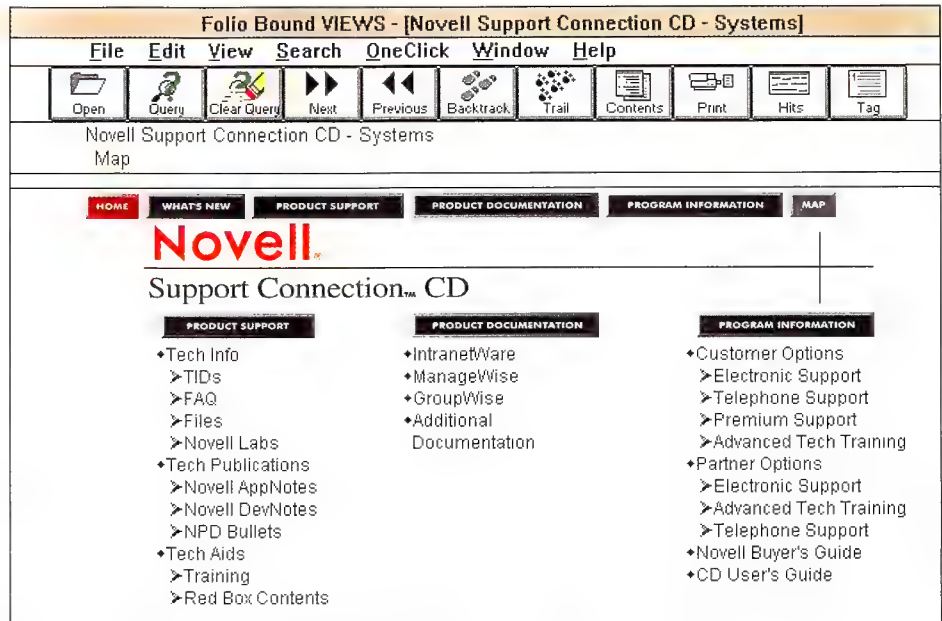 Folio Bound VIEWS - [Novell Support Connection CD - Systems]
File Edit View Search OneClick Window Help
Open Query Clear Query Next Previous Backtrack Trail Contents Print Hits Tag
Novell Support Connection CD - Systems
Map
HOME WHAT'S NEW PRODUCT SUPPORT PRODUCT DOCUMENTATION PROGRAM INFORMATION MAP
Novell®
Support Connection™ CD
PRODUCT SUPPORT
◆Tech Info
➢TIDs
➢FAQ
➢Files
➢Novell Labs
◆Tech Publications
➢Novell AppNotes
➢Novell DevNotes
➢NPD Bullets
◆Tech Aids
➢Training
➢Red Box Contents
PRODUCT DOCUMENTATION
◆IntranetWare
◆ManageWise
◆GroupWise
◆Additional
Documentation
PROGRAM INFORMATION
◆Customer Options
➢Electronic Support
➢Telephone Support
➢Premium Support
➢Advanced Tech Training
◆Partner Options
➢Electronic Support
➢Advanced Tech Training
➢Telephone Support
◆Novell Buyer's Guide
◆CD User's Guide